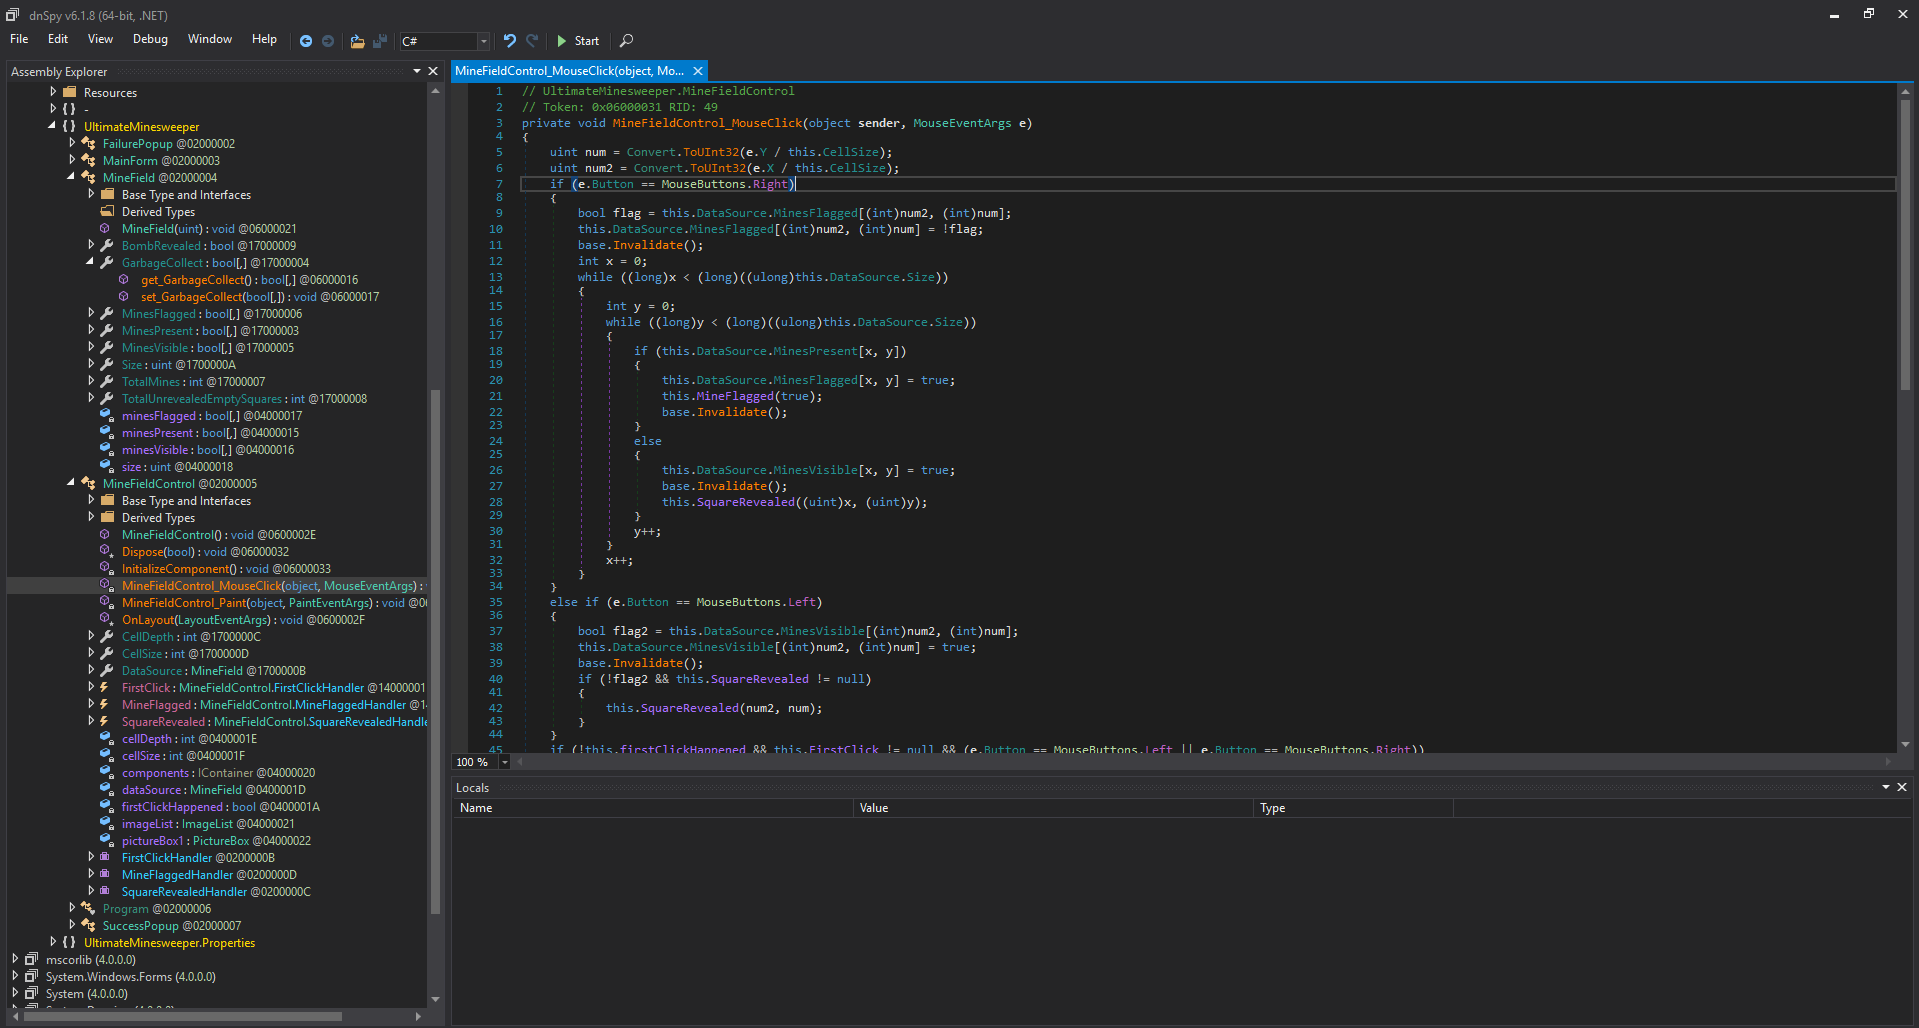 dnSpy v6.1.8 (64-bit, .NET)
File Edit View Debug Window Help C# Start
Assembly Explorer
Resources
{} -
{} UltimateMinesweeper
FailurePopup @02000002
MainForm @02000003
MineField @02000004
Base Type and Interfaces
Derived Types
MineField(uint) : void @06000021
BombRevealed : bool @17000009
GarbageCollect : bool[,] @17000004
get_GarbageCollect() : bool[,] @06000016
set_GarbageCollect(bool[,]) : void @06000017
MinesFlagged : bool[,] @17000006
MinesPresent : bool[,] @17000003
MinesVisible : bool[,] @17000005
Size : uint @1700000A
TotalMines : int @17000007
TotalUnrevealedEmptySquares : int @17000008
minesFlagged : bool[,] @04000017
minesPresent : bool[,] @04000015
minesVisible : bool[,] @04000016
size : uint @04000018
MineFieldControl @02000005
Base Type and Interfaces
Derived Types
MineFieldControl() : void @0600002E
Dispose(bool) : void @06000032
InitializeComponent() : void @06000033
MineFieldControl_MouseClick(object, MouseEventArgs) :
MineFieldControl_Paint(object, PaintEventArgs) : void @0
OnLayout(LayoutEventArgs) : void @0600002F
CellDepth : int @1700000C
CellSize : int @1700000D
DataSource : MineField @1700000B
FirstClick : MineFieldControl.FirstClickHandler @14000001
MineFlagged : MineFieldControl.MineFlaggedHandler @1
SquareRevealed : MineFieldControl.SquareRevealedHandle
cellDepth : int @0400001E
cellSize : int @0400001F
components : IContainer @04000020
dataSource : MineField @0400001D
firstClickHappened : bool @0400001A
imageList : ImageList @04000021
pictureBox1 : PictureBox @04000022
FirstClickHandler @0200000B
MineFlaggedHandler @0200000D
SquareRevealedHandler @0200000C
Program @02000006
SuccessPopup @02000007
{} UltimateMinesweeper.Properties
mscorlib (4.0.0.0)
System.Windows.Forms (4.0.0.0)
System (4.0.0.0)
MineFieldControl_MouseClick(object, Mo...
1 // UltimateMinesweeper.MineFieldControl
2 // Token: 0x06000031 RID: 49
3 private void MineFieldControl_MouseClick(object sender, MouseEventArgs e)
4 {
5 uint num = Convert.ToUInt32(e.Y / this.CellSize);
6 uint num2 = Convert.ToUInt32(e.X / this.CellSize);
7 if (e.Button == MouseButtons.Right)
8 {
9 bool flag = this.DataSource.MinesFlagged[(int)num2, (int)num];
10 this.DataSource.MinesFlagged[(int)num2, (int)num] = !flag;
11 base.Invalidate();
12 int x = 0;
13 while ((long)x < (long)((ulong)this.DataSource.Size))
14 {
15 int y = 0;
16 while ((long)y < (long)((ulong)this.DataSource.Size))
17 {
18 if (this.DataSource.MinesPresent[x, y])
19 {
20 this.DataSource.MinesFlagged[x, y] = true;
21 this.MineFlagged(true);
22 base.Invalidate();
23 }
24 else
25 {
26 this.DataSource.MinesVisible[x, y] = true;
27 base.Invalidate();
28 this.SquareRevealed((uint)x, (uint)y);
29 }
30 y++;
31 }
32 x++;
33 }
34 }
35 else if (e.Button == MouseButtons.Left)
36 {
37 bool flag2 = this.DataSource.MinesVisible[(int)num2, (int)num];
38 this.DataSource.MinesVisible[(int)num2, (int)num] = true;
39 base.Invalidate();
40 if (!flag2 && this.SquareRevealed != null)
41 {
42 this.SquareRevealed(num2, num);
43 }
44 }
45 if (!this.firstClickHappened && this.FirstClick != null && (e.Button == MouseButtons.Left || e.Button == MouseButtons.Right))
100 %
Locals
Name Value Type